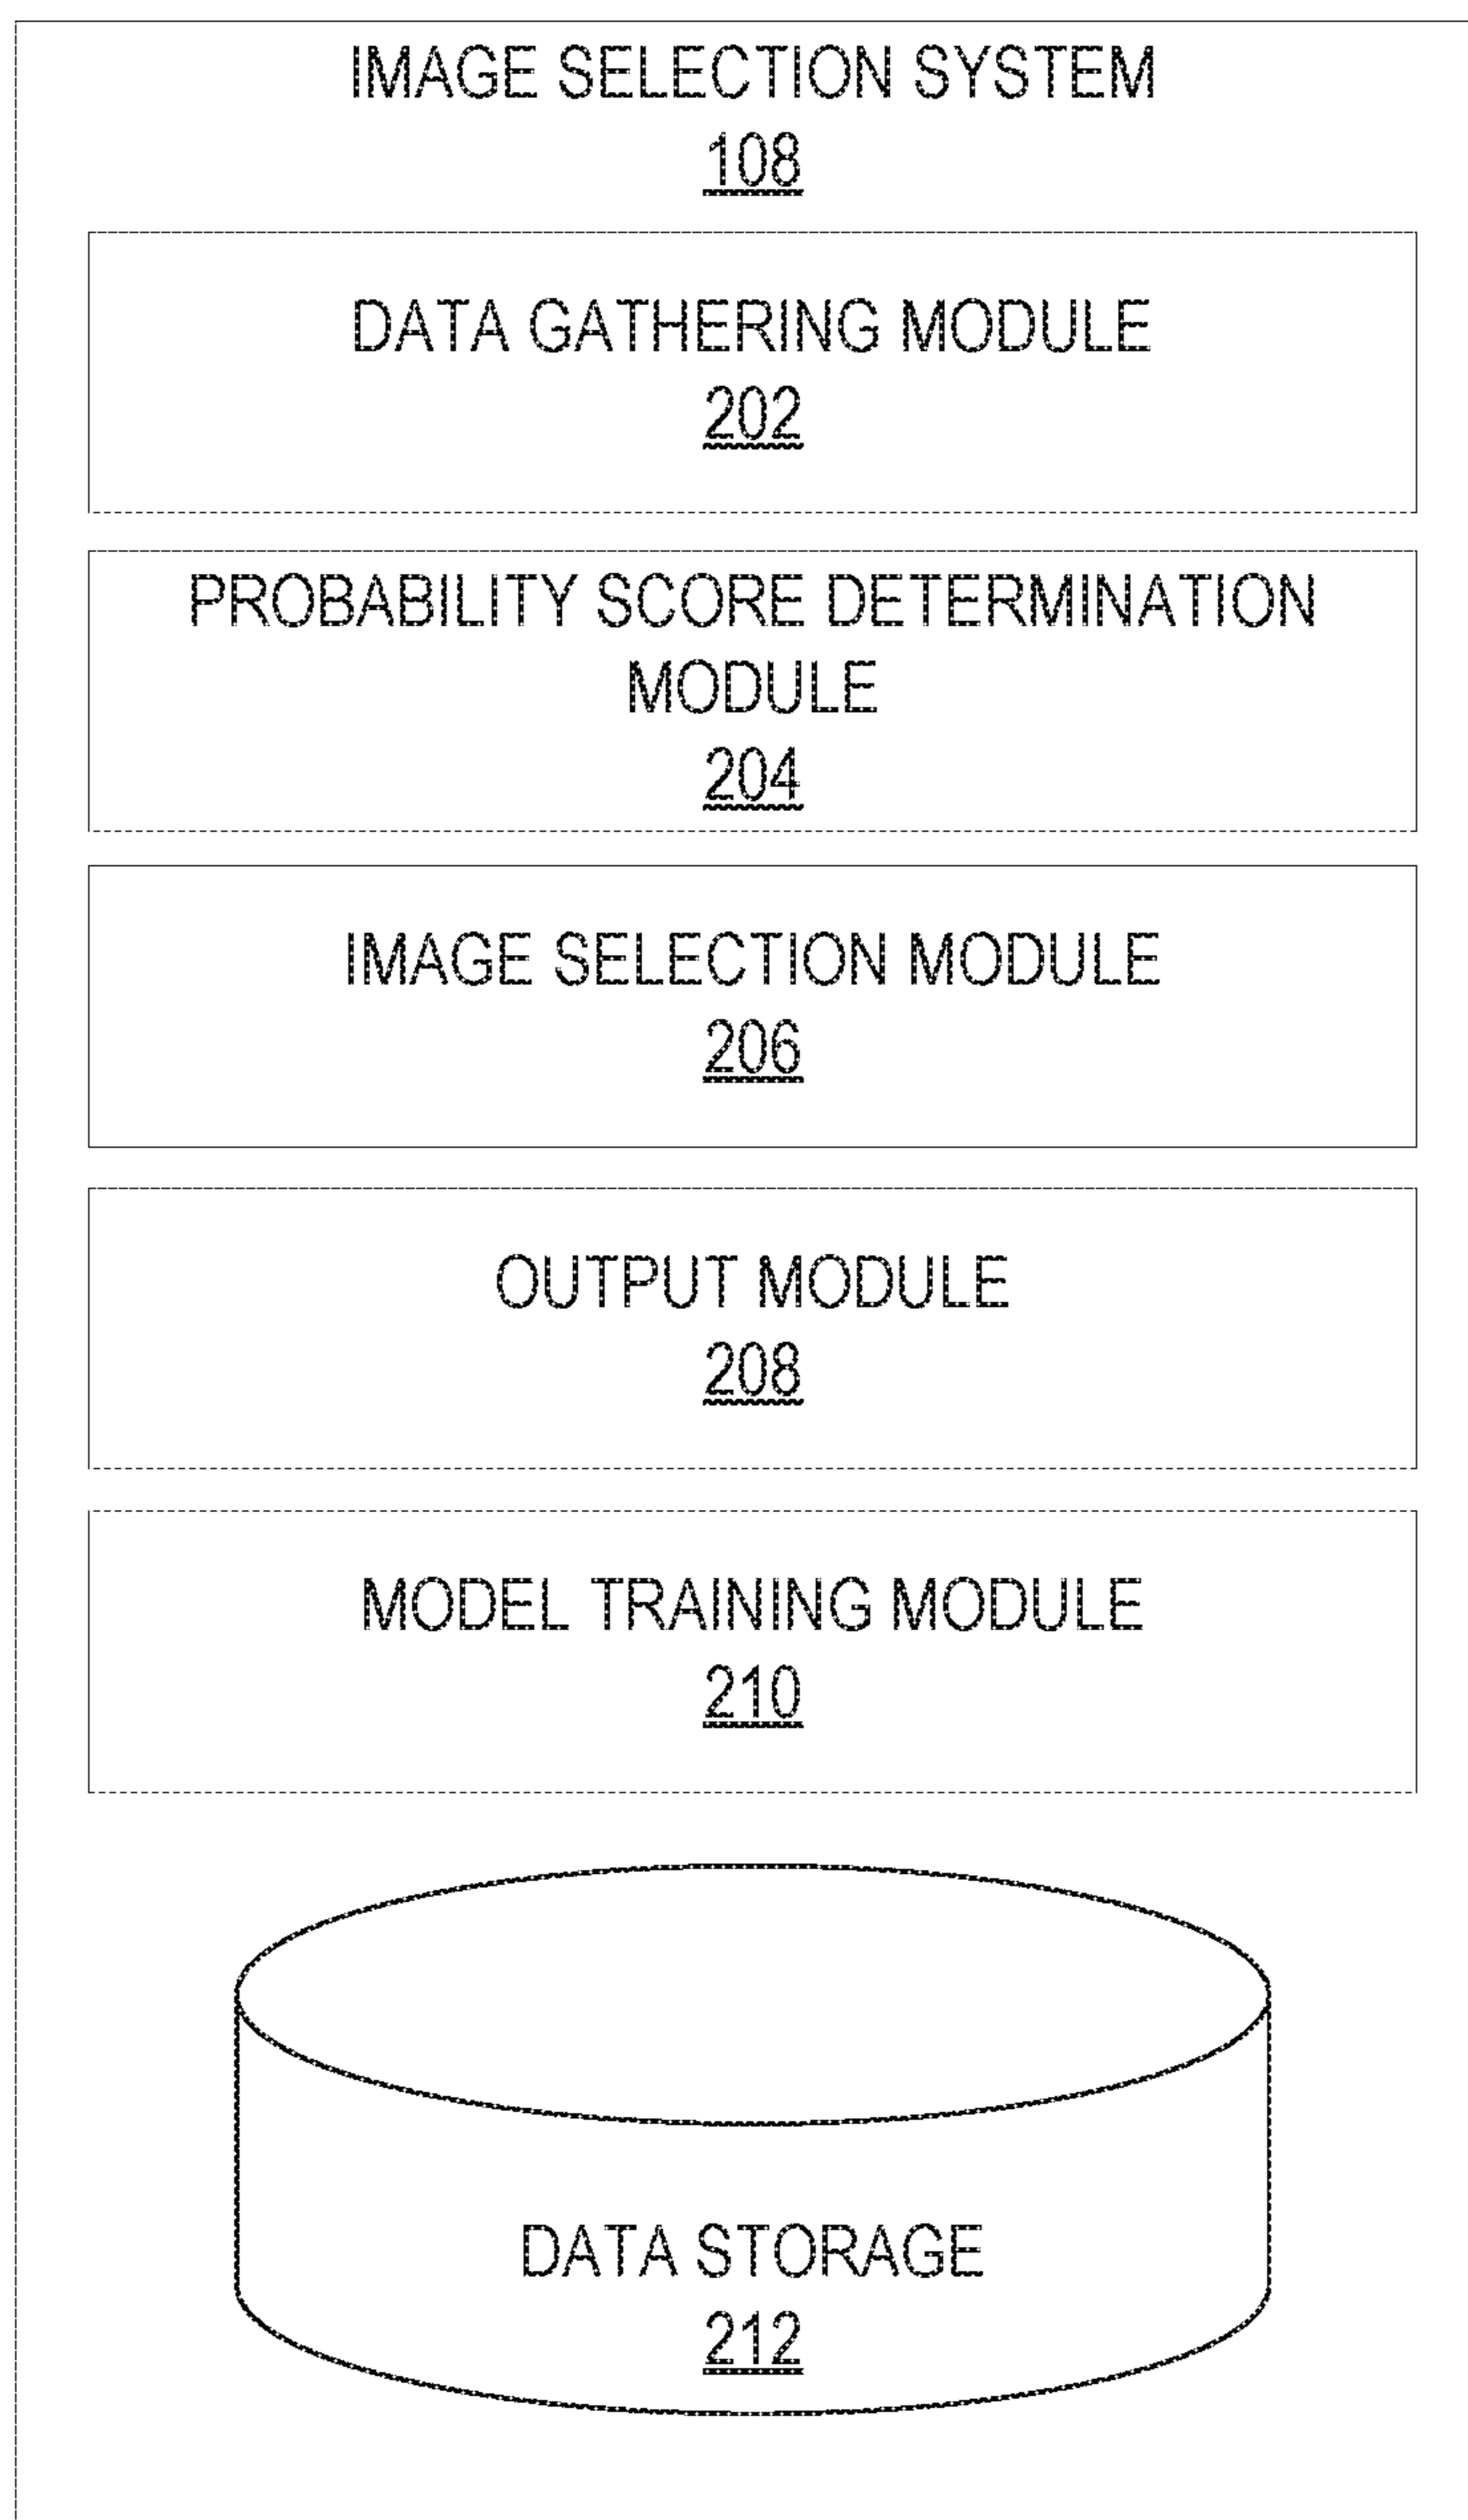 IMAGE SELECTION SYSTEM
108
DATA GATHERING MODULE
202
PROBABILITY SCORE DETERMINATION
MODULE
204
IMAGE SELECTION MODULE
206
OUTPUT MODULE
208
MODEL TRAINING MODULE
210
DATA STORAGE
212